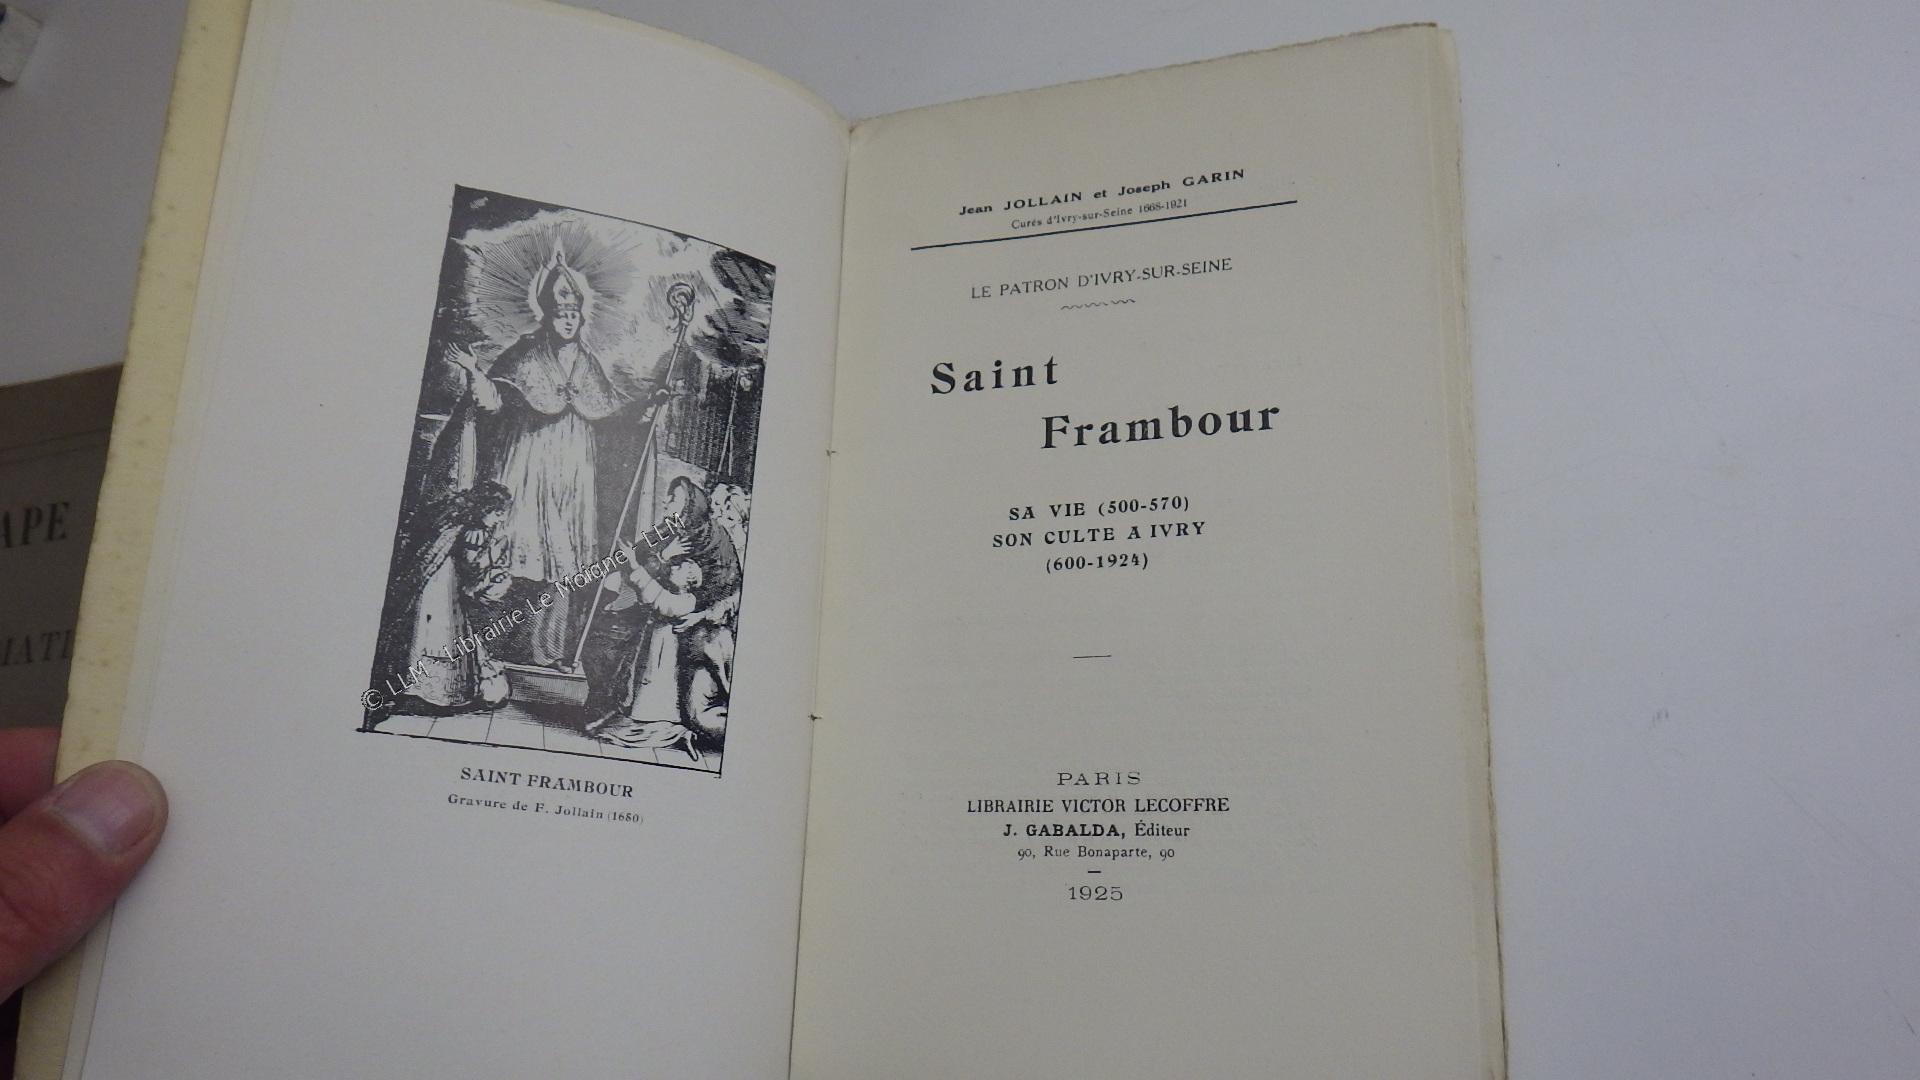 APE
MATI
SAINT FRAMBOUR
Gravure de F. Jollain (1680)
© LLM - Librairie Le Moigne - LLM
Jean JOLLAIN et Joseph GARIN
Curés d'Ivry-sur-Seine 1668-1921
LE PATRON D'IVRY-SUR-SEINE
Saint
Frambour
SA VIE (500-570)
SON CULTE A IVRY
(600-1924)
PARIS
LIBRAIRIE VICTOR LECOFFRE
J. GABALDA, Éditeur
90, Rue Bonaparte, 90
1925